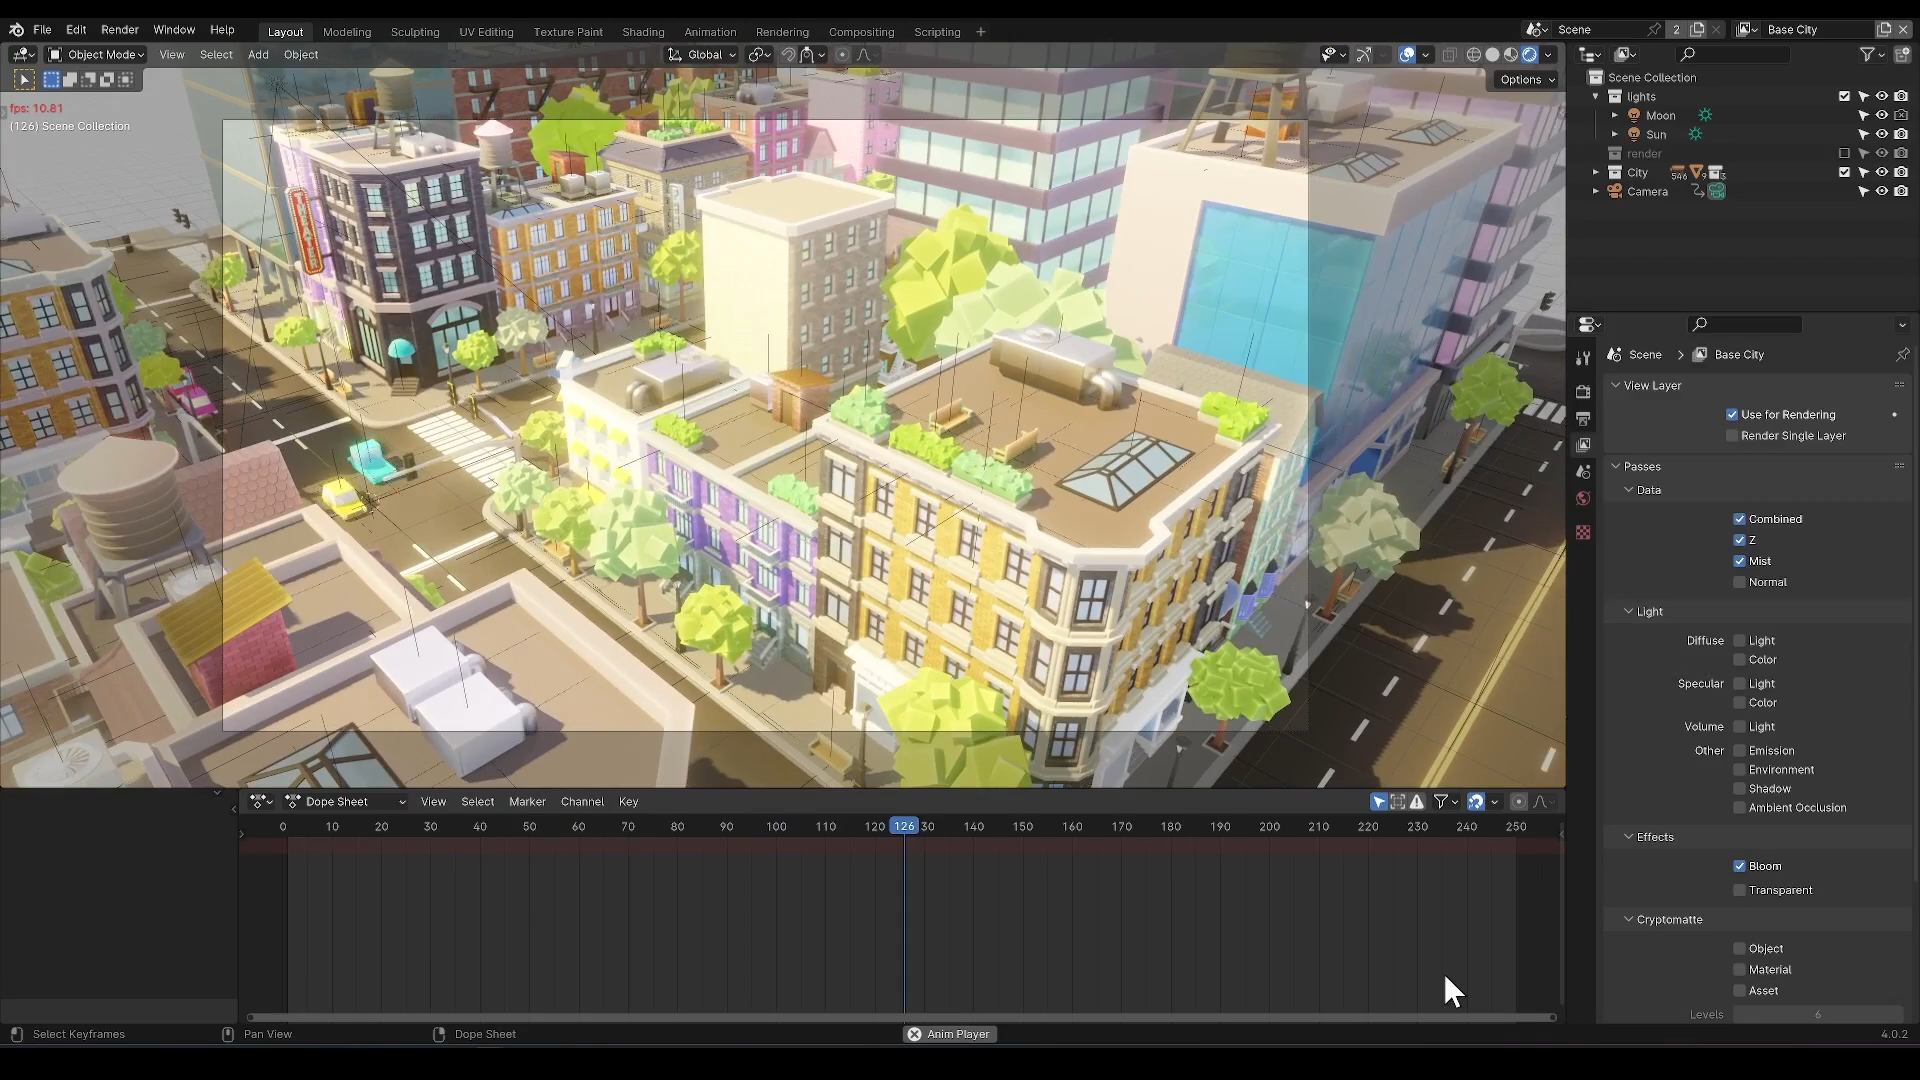 File Edit Render Window Help Layout Modeling Sculpting UV Editing Texture Paint Shading Animation Rendering Compositing Scripting + Scene 2 Base City
Object Mode View Select Add Object Global
Options
fps: 10.81
(126) Scene Collection
Scene Collection
lights
Moon
Sun
render
City 546 9 3
Camera
Scene > Base City
View Layer
Use for Rendering
Render Single Layer
Passes
Data
Combined
Z
Mist
Normal
Light
Diffuse Light
Color
Specular Light
Color
Volume Light
Other Emission
Environment
Shadow
Ambient Occlusion
Effects
Bloom
Transparent
Cryptomatte
Object
Material
Asset
Levels 6
Dope Sheet View Select Marker Channel Key
0 10 20 30 40 50 60 70 80 90 100 110 120 126 30 140 150 160 170 180 190 200 210 220 230 240 250
Select Keyframes Pan View Dope Sheet Anim Player 4.0.2